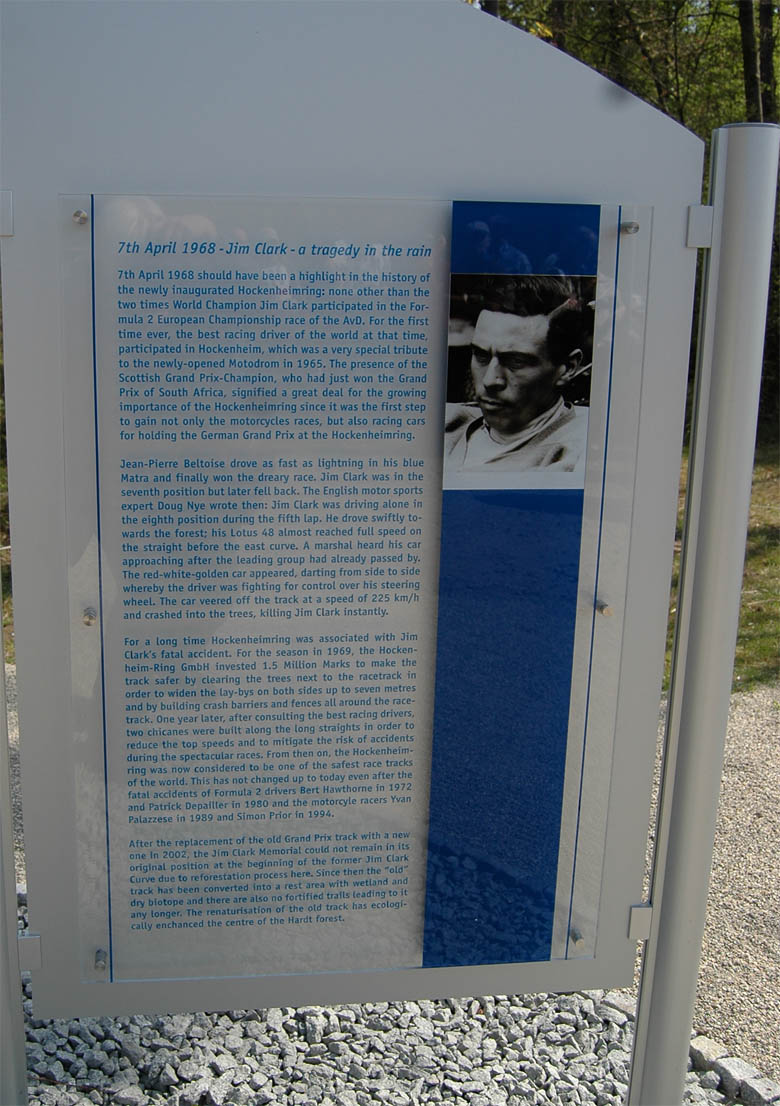 7th April 1968 - Jim Clark - a tragedy in the rain
7th April 1968 should have been a highlight in the history of
the newly inaugurated Hockenheimring: none other than the
two times World Champion Jim Clark participated in the For-
mula 2 European Championship race of the AvD. For the first
time ever, the best racing driver of the world at that time,
participated in Hockenheim, which was a very special tribute
to the newly-opened Motodrom in 1965. The presence of the
Scottish Grand Prix-Champion, who had just won the Grand
Prix of South Africa, signified a great deal for the growing
importance of the Hockenheimring since it was the first step
to gain not only the motorcycles races, but also racing cars
for holding the German Grand Prix at the Hockenheimring.
Jean-Pierre Beltoise drove as fast as lightning in his blue
Matra and finally won the dreary race. Jim Clark was in the
seventh position but later fell back. The English motor sports
expert Doug Nye wrote then: Jim Clark was driving alone in
the eighth position during the fifth lap. He drove swiftly to-
wards the forest; his Lotus 48 almost reached full speed on
the straight before the east curve. A marshal heard his car
approaching after the leading group had already passed by.
The red-white-golden car appeared, darting from side to side
whereby the driver was fighting for control over his steering
wheel. The car veered off the track at a speed of 225 km/h
and crashed into the trees, killing Jim Clark instantly.
For a long time Hockenheimring was associated with Jim
Clark's fatal accident. For the season in 1969, the Hocken-
heim-Ring GmbH invested 1.5 Million Marks to make the
track safer by clearing the trees next to the racetrack in
order to widen the lay-bys on both sides up to seven metres
and by building crash barriers and fences all around the race-
track. One year later, after consulting the best racing drivers,
two chicanes were built along the long straights in order to
reduce the top speeds and to mitigate the risk of accidents
during the spectacular races. From then on, the Hockenheim-
ring was now considered to be one of the safest race tracks
of the world. This has not changed up to today even after the
fatal accidents of Formula 2 drivers Bert Hawthorne in 1972
and Patrick Depailler in 1980 and the motorcyle racers Yvan
Palazzese in 1989 and Simon Prior in 1994.
After the replacement of the old Grand Prix track with a new
one in 2002, the Jim Clark Memorial could not remain in its
original position at the beginning of the former Jim Clark
Curve due to reforestation process here. Since then the "old"
track has been converted into a rest area with wetland and
dry biotope and there are also no fortified trails leading to it
any longer. The renaturisation of the old track has ecologi-
cally enchanced the centre of the Hardt forest.